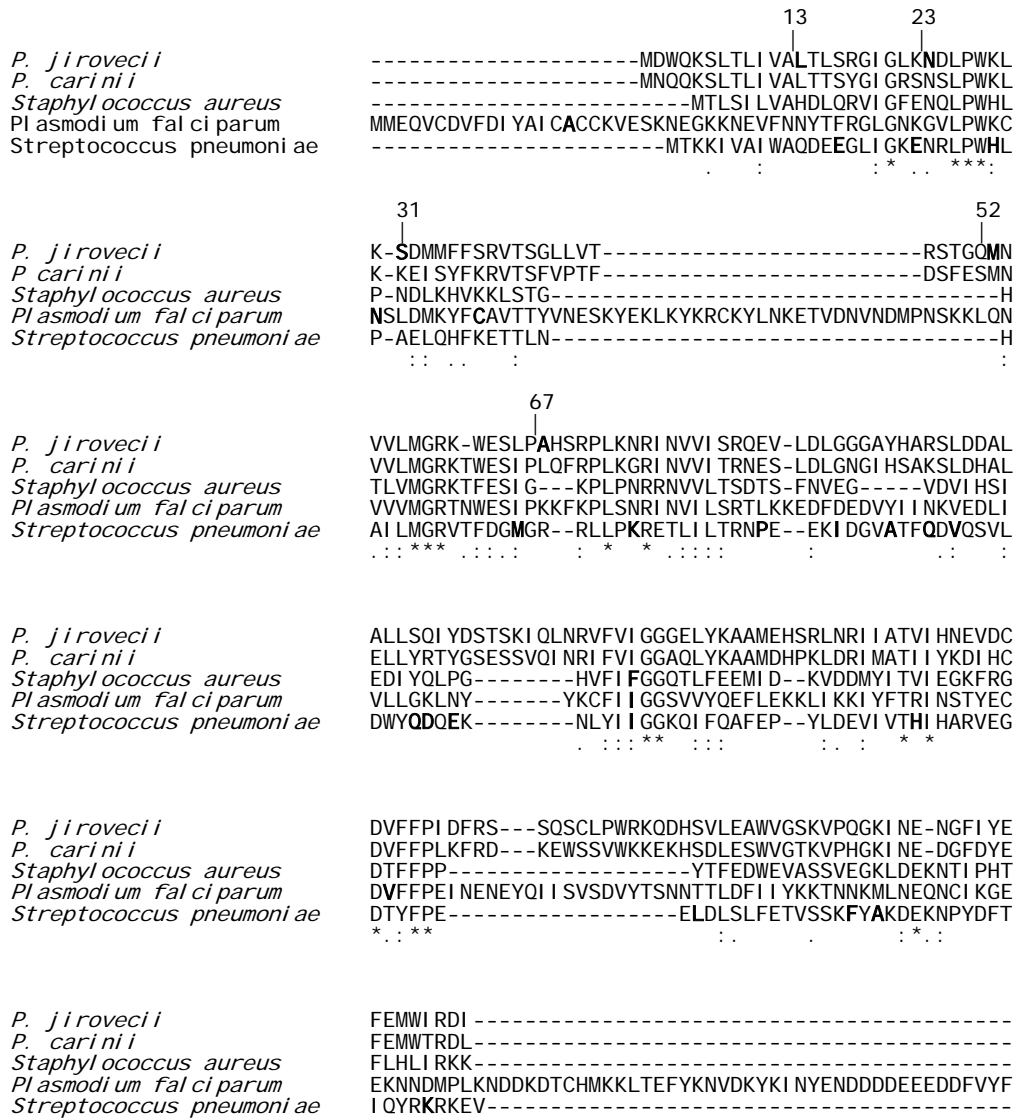 13 23
P. jirovecii ----------------------MDWQKSLTLIVALTLSRGIGLKNDLPWKL
P. carinii ----------------------MNQQKSLTLIVALTTSYGIGRSNSLPWKL
Staphylococcus aureus --------------------------MTLSILVAHDLQRVIGFENQLPWHL
Plasmodium falciparum MMEQVCDVFDIYAICACCKVESKNEGKKNEVFNNYTFRGLGNKGVLPWKC
Streptococcus pneumoniae ------------------------MTKKIVAIWAQDEEGLIGKENRLPWHL
. : :* .. ***:
31 52
P. jirovecii K-SDMMFFSRVTSGLLVT--------------------------RSTGQMN
P carinii K-KEISYFKRVTSFVPTF--------------------------DSFESMN
Staphylococcus aureus P-NDLKHVKKLSTG------------------------------------H
Plasmodium falciparum NSLDMKYFCAVTTYVNESKYEKLKYKRCKYLNKETVDNVNDMPNSKKLQN
Streptococcus pneumoniae P-AELQHFKETTLN------------------------------------H
:: .. : :
67
P. jirovecii VVLMGRK-WESLPAHSRPLKNRINVVISRQEV-LDLGGGAYHARSLDDAL
P. carinii VVLMGRKTWESIPLQFRPLKGRINVVITRNES-LDLGNGIHSAKSLDHAL
Staphylococcus aureus TLVMGRKTFESIG---KPLPNRRNVVLTSDTS-FNVEG-----VDVIHSI
Plasmodium falciparum VVVMGRTNWESIPKKFKPLSNRINVILSRTLKKEDFDEDVYIINKVEDLI
Streptococcus pneumoniae AILMGRVTFDGMGR--RLLPKRETLILTRNPE--EKIDGVATFQDVQSVL
.::*** .::.: : * * .:::: : .: :
P. jirovecii ALLSQIYDSTSKIQLNRVFVIGGGELYKAAMEHSRLNRIIATVIHNEVDC
P. carinii ELLYRTYGSESSVQINRIFVIGGAQLYKAAMDHPKLDRIMATIIYKDIHC
Staphylococcus aureus EDIYQLPG--------HVFIFGGQTLFEEMID--KVDDMYITVIEGKFRG
Plasmodium falciparum VLLGKLNY-------YKCFIIGGSVVYQEFLEKKLIKKIYFTRINSTYEC
Streptococcus pneumoniae DWYQDQEK--------NLYIIGGKQIFQAFEP--YLDEVIVTHIHARVEG
. :::** ::: :. : * *
P. jirovecii DVFFPIDFRS---SQSCLPWRKQDHSVLEAWVGSKVPQGKINE-NGFIYE
P. carinii DVFFPLKFRD---KEWSSVWKKEKHSDLESWVGTKVPHGKINE-DGFDYE
Staphylococcus aureus DTFFPP-------------------YTFEDWEVASSVEGKLDEKNTIPHT
Plasmodium falciparum DVFFPEINENEYQIISVSDVYTSNNTTLDFIIYKKTNNKMLNEQNCIKGE
Streptococcus pneumoniae DTYFPE------------------ELDLSLFETVSSKFYAKDEKNPYDFT
*.:** :. . :*.:
P. jirovecii FEMWIRDI------------------------------------------
P. carinii FEMWTRDL------------------------------------------
Staphylococcus aureus FLHLIRKK------------------------------------------
Plasmodium falciparum EKNNDMPLKNDDKDTCHMKKLTEFYKNVDKYKINYENDDDDEEEDDFVYF
Streptococcus pneumoniae IQYRKRKEV-----------------------------------------